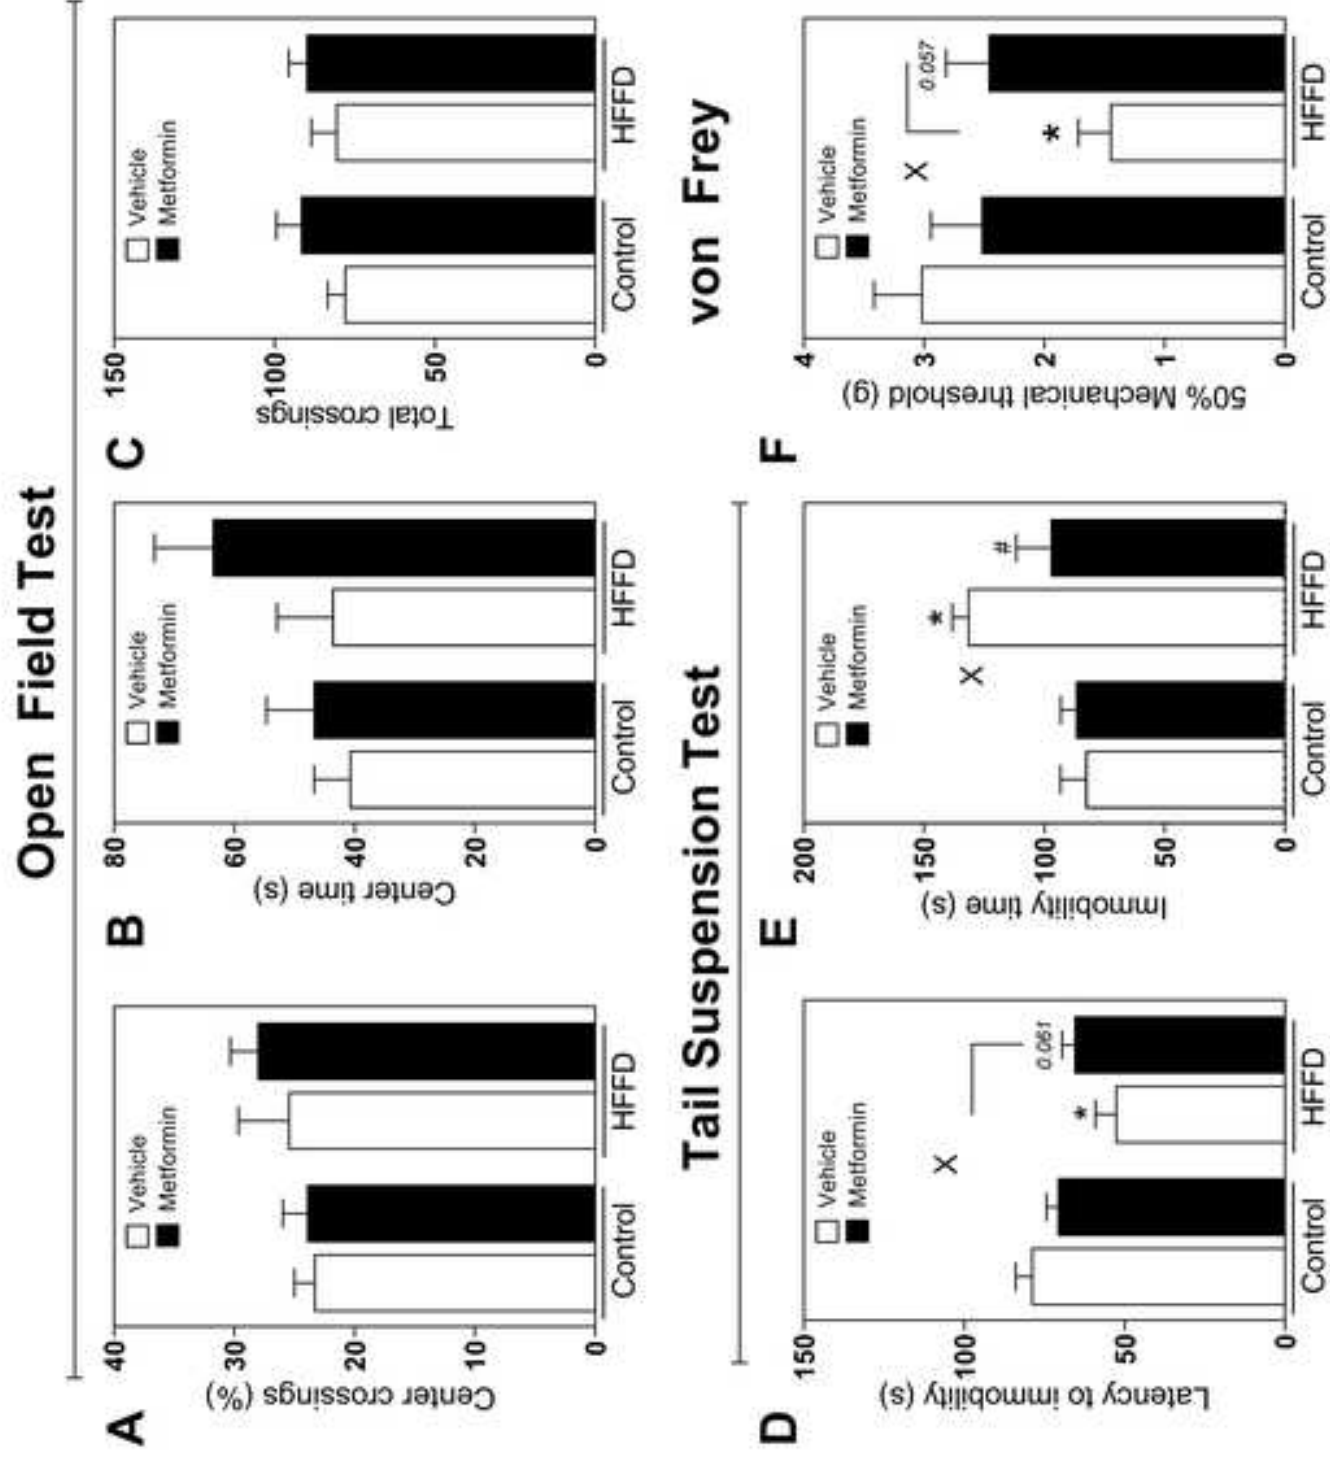 Open Field Test
A
Center crossings (%)
40
30
20
10
0
Vehicle
Metformin
Control
HFFD
B
Center time (s)
80
60
40
20
0
Vehicle
Metformin
Control
HFFD
C
Total crossings
150
100
50
0
Vehicle
Metformin
Control
HFFD
Tail Suspension Test
D
Latency to immobility (s)
150
100
50
0
Vehicle
Metformin
X
*
0.061
Control
HFFD
E
Immobility time (s)
200
150
100
50
0
Vehicle
Metformin
X
*
#
Control
HFFD
von Frey
F
50% Mechanical threshold (g)
4
3
2
1
0
Vehicle
Metformin
X
*
0.057
Control
HFFD